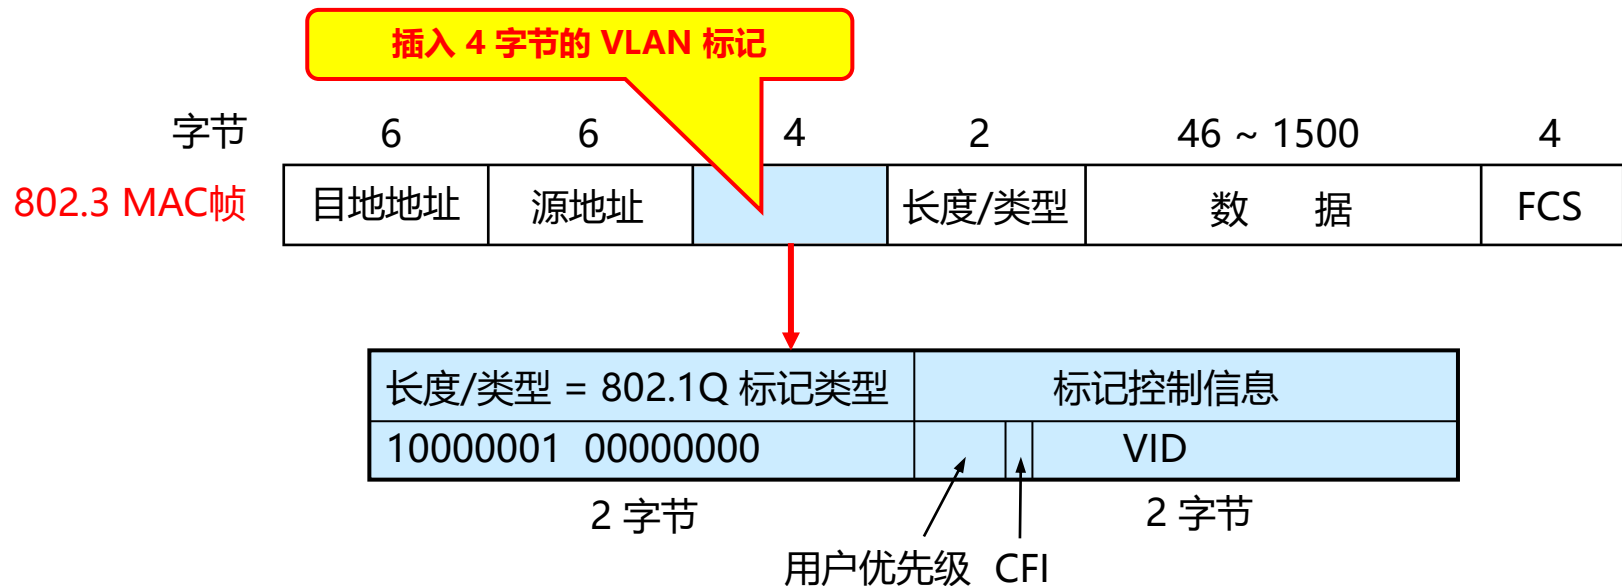 插入 4 字节的 VLAN 标记
字节 6 6 4 2 46 ~ 1500 4
802.3 MAC帧 目地地址 源地址 长度/类型 数 据 FCS
长度/类型 = 802.1Q 标记类型 标记控制信息
10000001 00000000 VID
2 字节 2 字节
用户优先级 CFI